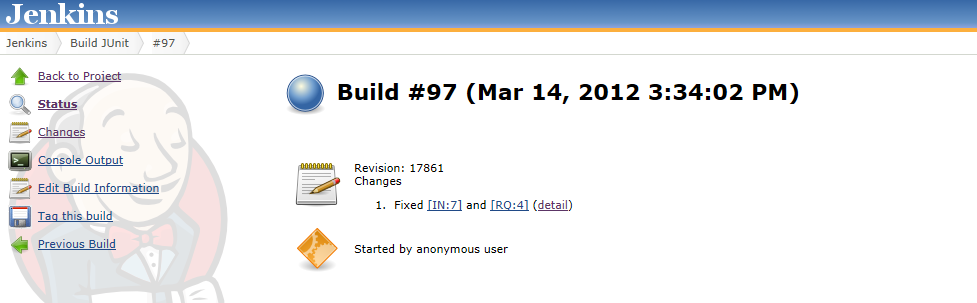 Jenkins
Jenkins Build JUnit #97
Back to Project
Status
Changes
Console Output
Edit Build Information
Tag this build
Previous Build
Build #97 (Mar 14, 2012 3:34:02 PM)
Revision: 17861
Changes
1. Fixed [IN:7] and [RQ:4] (detail)
Started by anonymous user